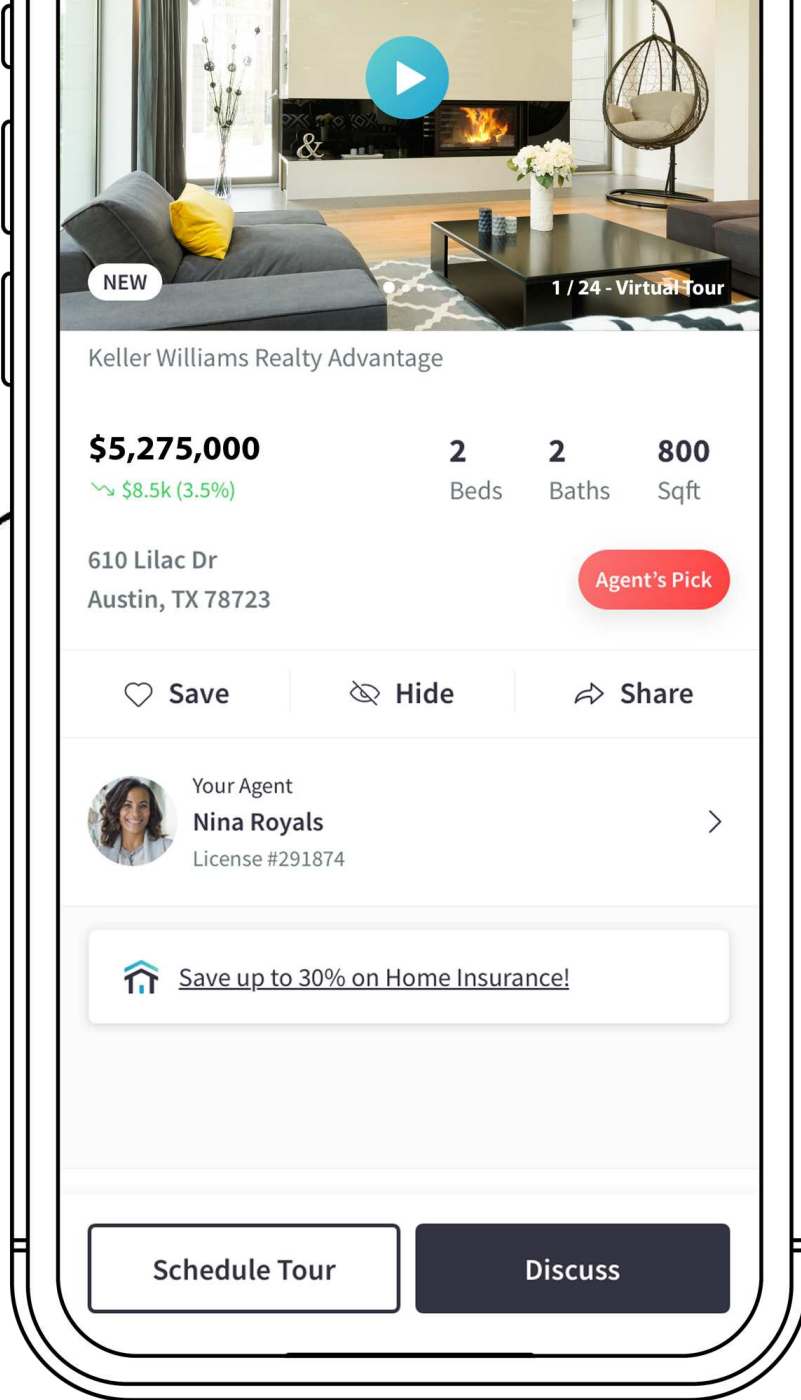 &
NEW
1 / 24 - Virtual Tour
Keller Williams Realty Advantage
$5,275,000
2 2 800
$8.5k (3.5%)
Beds Baths Sqft
610 Lilac Dr
Austin, TX 78723
Agent’s Pick
Save Hide Share
Your Agent
Nina Royals
License #291874
Save up to 30% on Home Insurance!
Schedule Tour Discuss